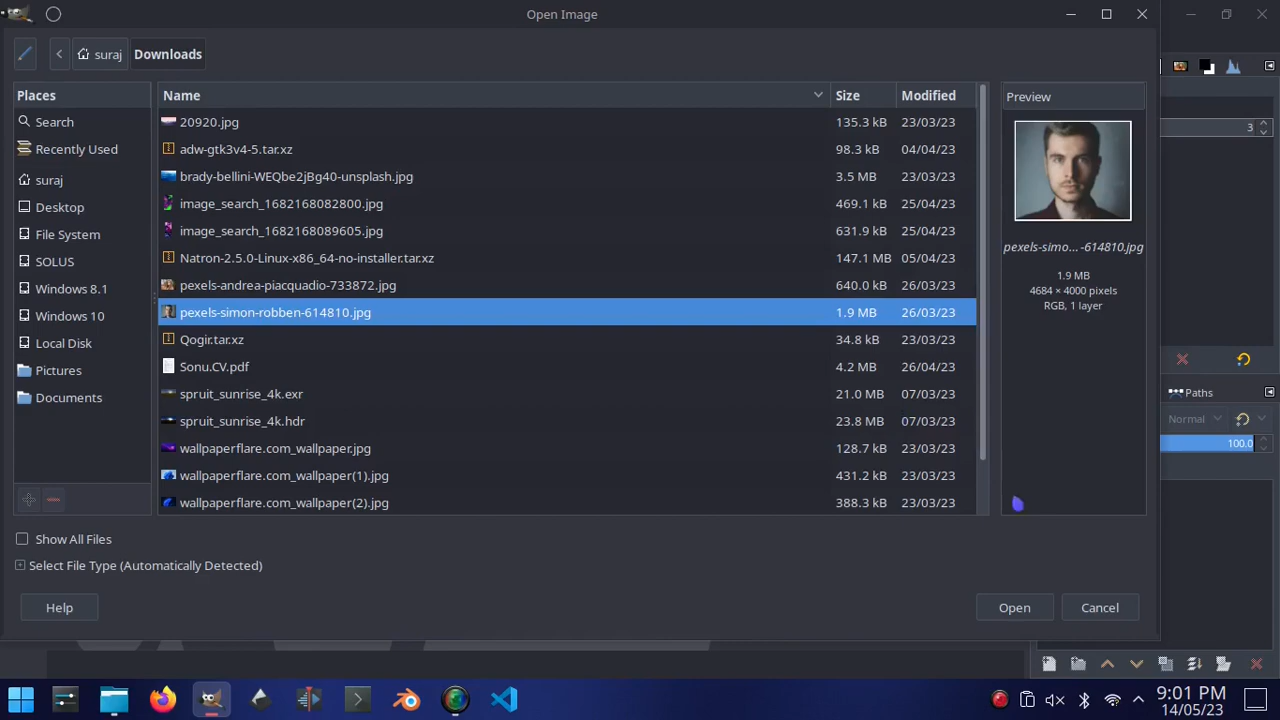 Open Image
suraj
Downloads
Places
Search
Recently Used
suraj
Desktop
File System
SOLUS
Windows 8.1
Windows 10
Local Disk
Pictures
Documents
Name Size Modified
20920.jpg 135.3 kB 23/03/23
adw-gtk3v4-5.tar.xz 98.3 kB 04/04/23
brady-bellini-WEQbe2jBg40-unsplash.jpg 3.5 MB 23/03/23
image_search_1682168082800.jpg 469.1 kB 25/04/23
image_search_1682168089605.jpg 631.9 kB 25/04/23
Natron-2.5.0-Linux-x86_64-no-installer.tar.xz 147.1 MB 05/04/23
pexels-andrea-piacquadio-733872.jpg 640.0 kB 26/03/23
pexels-simon-robben-614810.jpg 1.9 MB 26/03/23
Qogir.tar.xz 34.8 kB 23/03/23
Sonu.CV.pdf 4.2 MB 26/04/23
spruit_sunrise_4k.exr 21.0 MB 07/03/23
spruit_sunrise_4k.hdr 23.8 MB 07/03/23
wallpaperflare.com_wallpaper.jpg 128.7 kB 23/03/23
wallpaperflare.com_wallpaper(1).jpg 431.2 kB 23/03/23
wallpaperflare.com_wallpaper(2).jpg 388.3 kB 23/03/23
Preview
pexels-simo... -614810.jpg
1.9 MB
4684 × 4000 pixels
RGB, 1 layer
3
Paths
Normal
100.0
Show All Files
Select File Type (Automatically Detected)
Help
Open
Cancel
9:01 PM
14/05/23